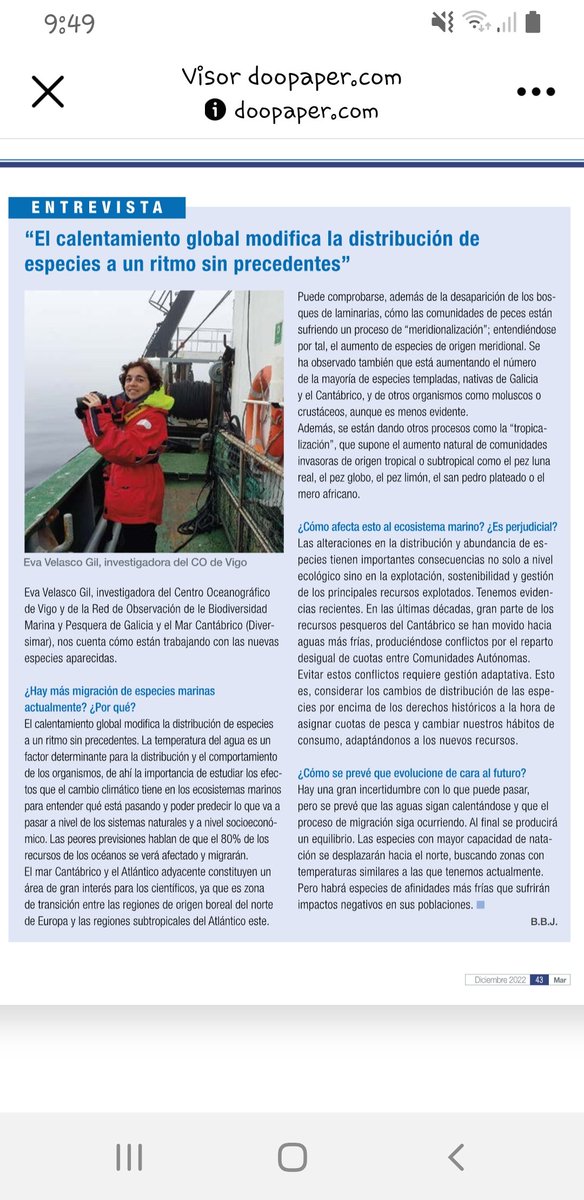 9:49
Visor doopaper.com
doopaper.com
ENTREVISTA
“El calentamiento global modifica la distribución de
especies a un ritmo sin precedentes”
Eva Velasco Gil, investigadora del CO de Vigo
Eva Velasco Gil, investigadora del Centro Oceanográfico
de Vigo y de la Red de Observación de le Biodiversidad
Marina y Pesquera de Galicia y el Mar Cantábrico (Diver-
simar), nos cuenta cómo están trabajando con las nuevas
especies aparecidas.
¿Hay más migración de especies marinas
actualmente? ¿Por qué?
El calentamiento global modifica la distribución de especies
a un ritmo sin precedentes. La temperatura del agua es un
factor determinante para la distribución y el comportamiento
de los organismos, de ahí la importancia de estudiar los efec-
tos que el cambio climático tiene en los ecosistemas marinos
para entender qué está pasando y poder predecir lo que va a
pasar a nivel de los sistemas naturales y a nivel socioeconó-
mico. Las peores previsiones hablan de que el 80% de los
recursos de los océanos se verá afectado y migrarán.
El mar Cantábrico y el Atlántico adyacente constituyen un
área de gran interés para los científicos, ya que es zona
de transición entre las regiones de origen boreal del norte
de Europa y las regiones subtropicales del Atlántico este.
Puede comprobarse, además de la desaparición de los bos-
ques de laminarias, cómo las comunidades de peces están
sufriendo un proceso de “meridionalización”; entendiéndose
por tal, el aumento de especies de origen meridional. Se
ha observado también que está aumentando el número
de la mayoría de especies templadas, nativas de Galicia
y el Cantábrico, y de otros organismos como moluscos o
crustáceos, aunque es menos evidente.
Además, se están dando otros procesos como la “tropica-
lización”, que supone el aumento natural de comunidades
invasoras de origen tropical o subtropical como el pez luna
real, el pez globo, el pez limón, el san pedro plateado o el
mero africano.
¿Cómo afecta esto al ecosistema marino? ¿Es perjudicial?
Las alteraciones en la distribución y abundancia de es-
pecies tienen importantes consecuencias no solo a nivel
ecológico sino en la explotación, sostenibilidad y gestión
de los principales recursos explotados. Tenemos eviden-
cias recientes. En las últimas décadas, gran parte de los
recursos pesqueros del Cantábrico se han movido hacia
aguas más frías, produciéndose conflictos por el reparto
desigual de cuotas entre Comunidades Autónomas.
Evitar estos conflictos requiere gestión adaptativa. Esto
es, considerar los cambios de distribución de las espe-
cies por encima de los derechos históricos a la hora de
asignar cuotas de pesca y cambiar nuestros hábitos de
consumo, adaptándonos a los nuevos recursos.
¿Cómo se prevé que evolucione de cara al futuro?
Hay una gran incertidumbre con lo que puede pasar,
pero se prevé que las aguas sigan calentándose y que el
proceso de migración siga ocurriendo. Al final se producirá
un equilibrio. Las especies con mayor capacidad de nata-
ción se desplazarán hacia el norte, buscando zonas con
temperaturas similares a las que tenemos actualmente.
Pero habrá especies de afinidades más frías que sufrirán
impactos negativos en sus poblaciones.
B.B.J.
Diciembre 2022 43 Mar